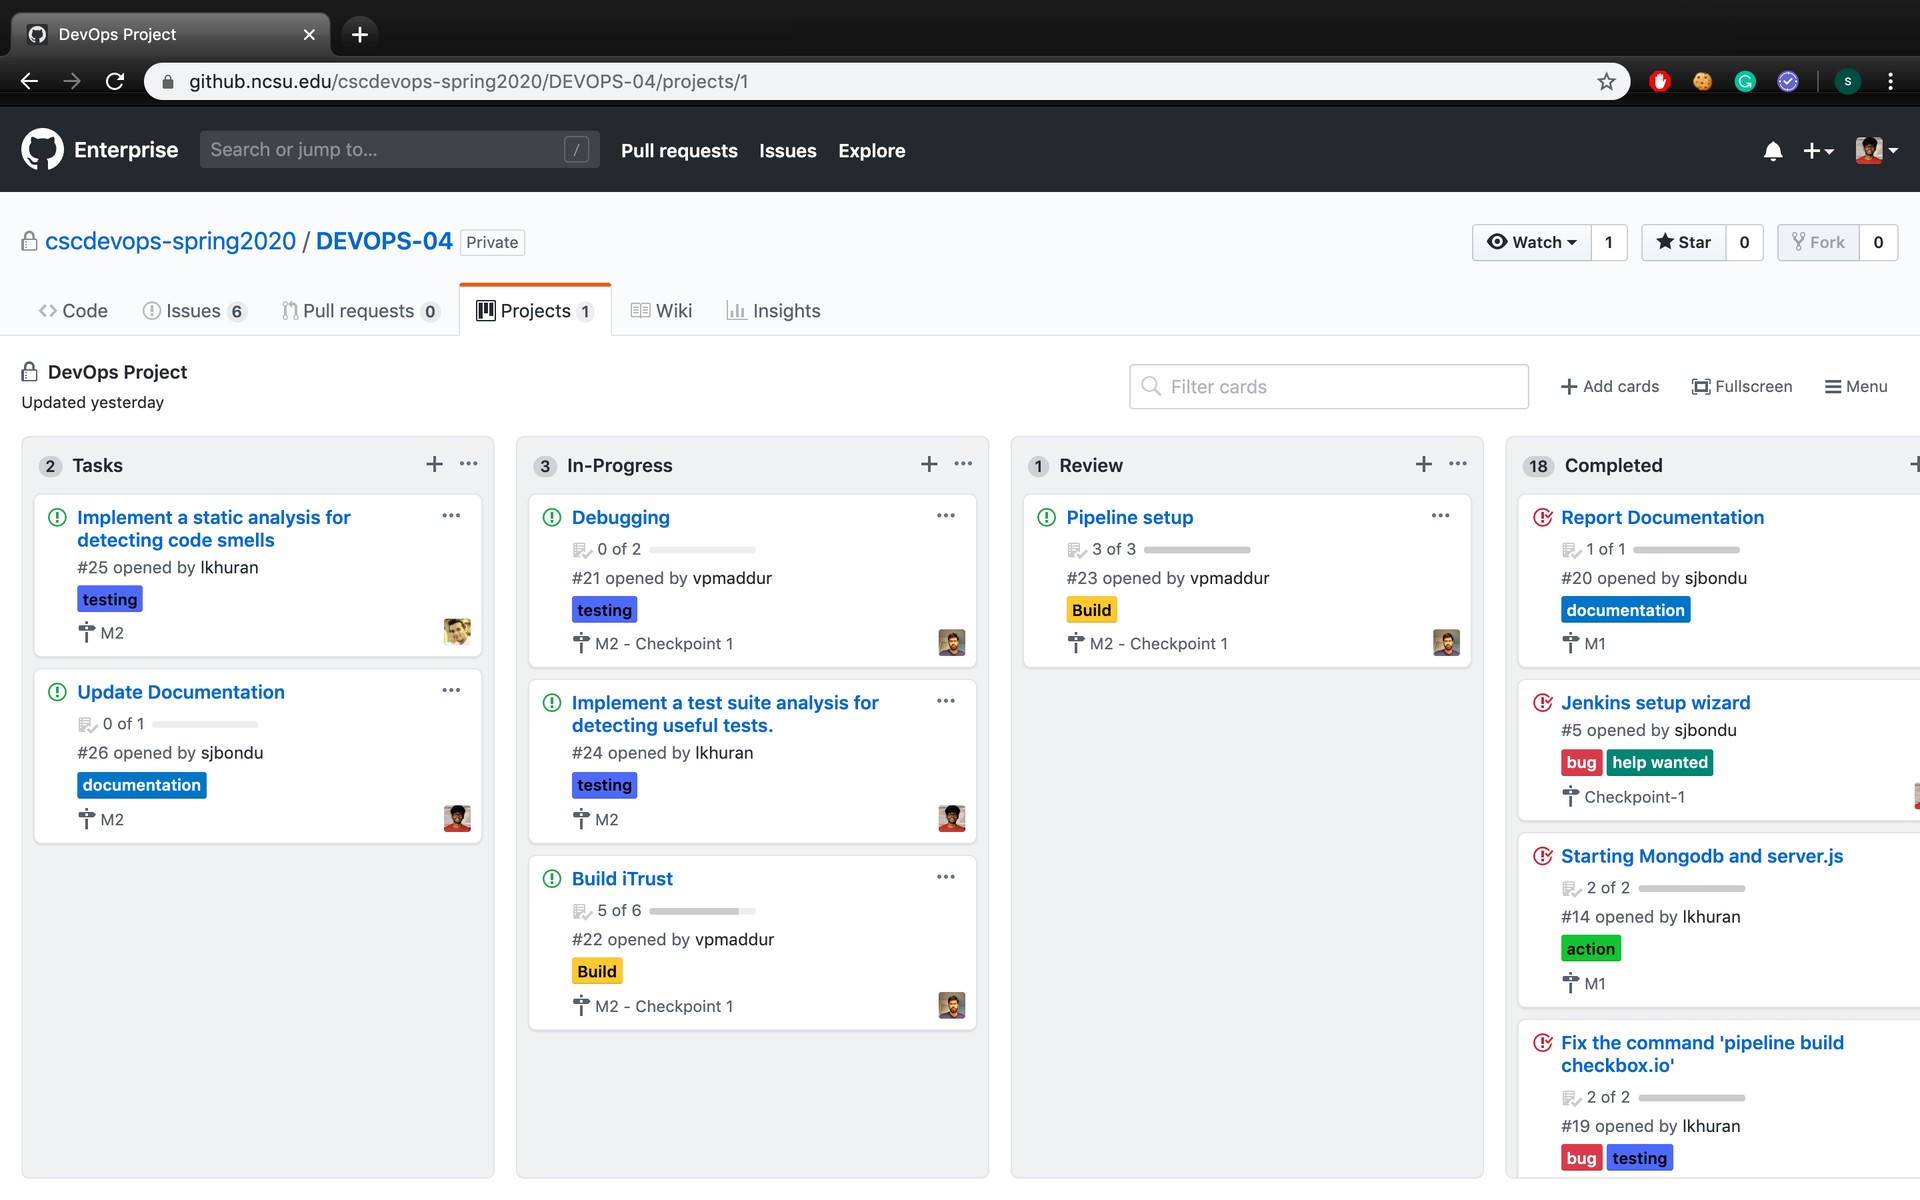 DevOps Project
github.ncsu.edu/cscdevops-spring2020/DEVOPS-04/projects/1
S
Enterprise
Search or jump to...
/
Pull requests
Issues
Explore
cscdevops-spring2020 / DEVOPS-04 Private
Watch 1
Star 0
Fork 0
Code
Issues 6
Pull requests 0
Projects 1
Wiki
Insights
DevOps Project
Updated yesterday
Filter cards
Add cards
Fullscreen
Menu
2 Tasks
Implement a static analysis for
detecting code smells
#25 opened by lkhuran
testing
M2
Update Documentation
0 of 1
#26 opened by sjbondu
documentation
M2
3 In-Progress
Debugging
0 of 2
#21 opened by vpmaddur
testing
M2 - Checkpoint 1
Implement a test suite analysis for
detecting useful tests.
#24 opened by lkhuran
testing
M2
Build iTrust
5 of 6
#22 opened by vpmaddur
Build
M2 - Checkpoint 1
1 Review
Pipeline setup
3 of 3
#23 opened by vpmaddur
Build
M2 - Checkpoint 1
18 Completed
Report Documentation
1 of 1
#20 opened by sjbondu
documentation
M1
Jenkins setup wizard
#5 opened by sjbondu
bug help wanted
Checkpoint-1
Starting Mongodb and server.js
2 of 2
#14 opened by lkhuran
action
M1
Fix the command 'pipeline build
checkbox.io'
2 of 2
#19 opened by lkhuran
bug testing